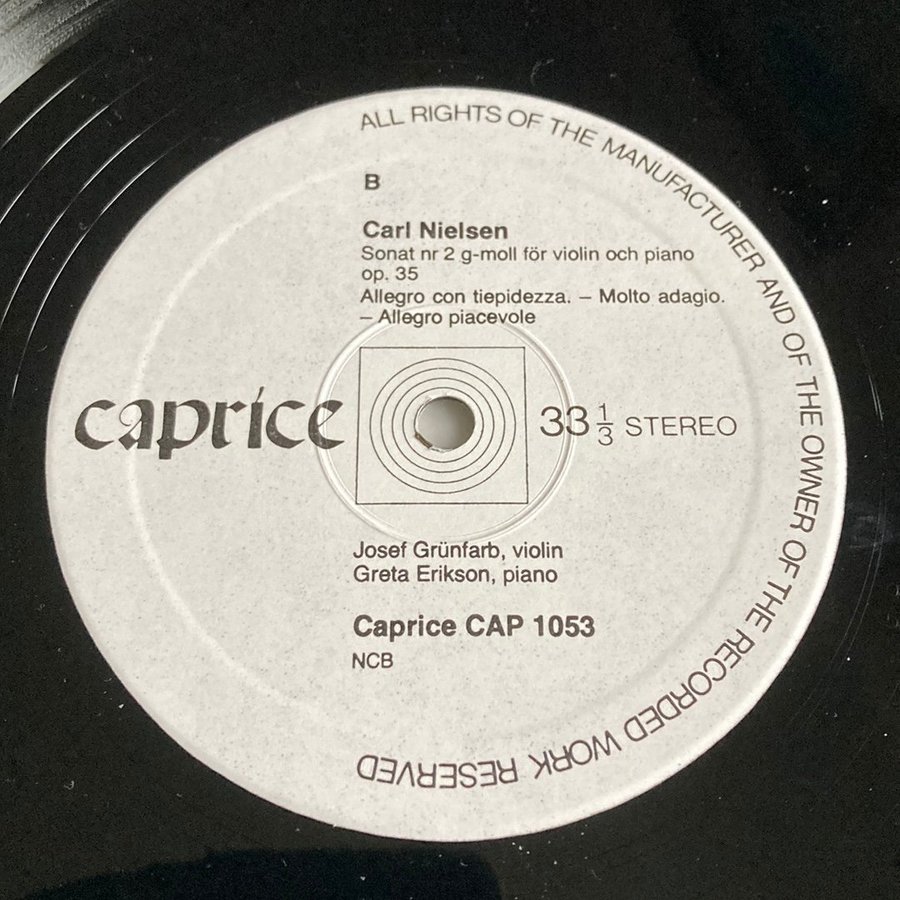 ALL RIGHTS OF THE MANUFACTURER AND OF THE OWNER OF THE RECORDED WORK RESERVED
B
Carl Nielsen
Sonat nr 2 g-moll för violin och piano
op. 35
Allegro con tiepidezza. – Molto adagio.
– Allegro piacevole
caprice
33 1/3 STEREO
Josef Grünfarb, violin
Greta Erikson, piano
Caprice CAP 1053
NCB